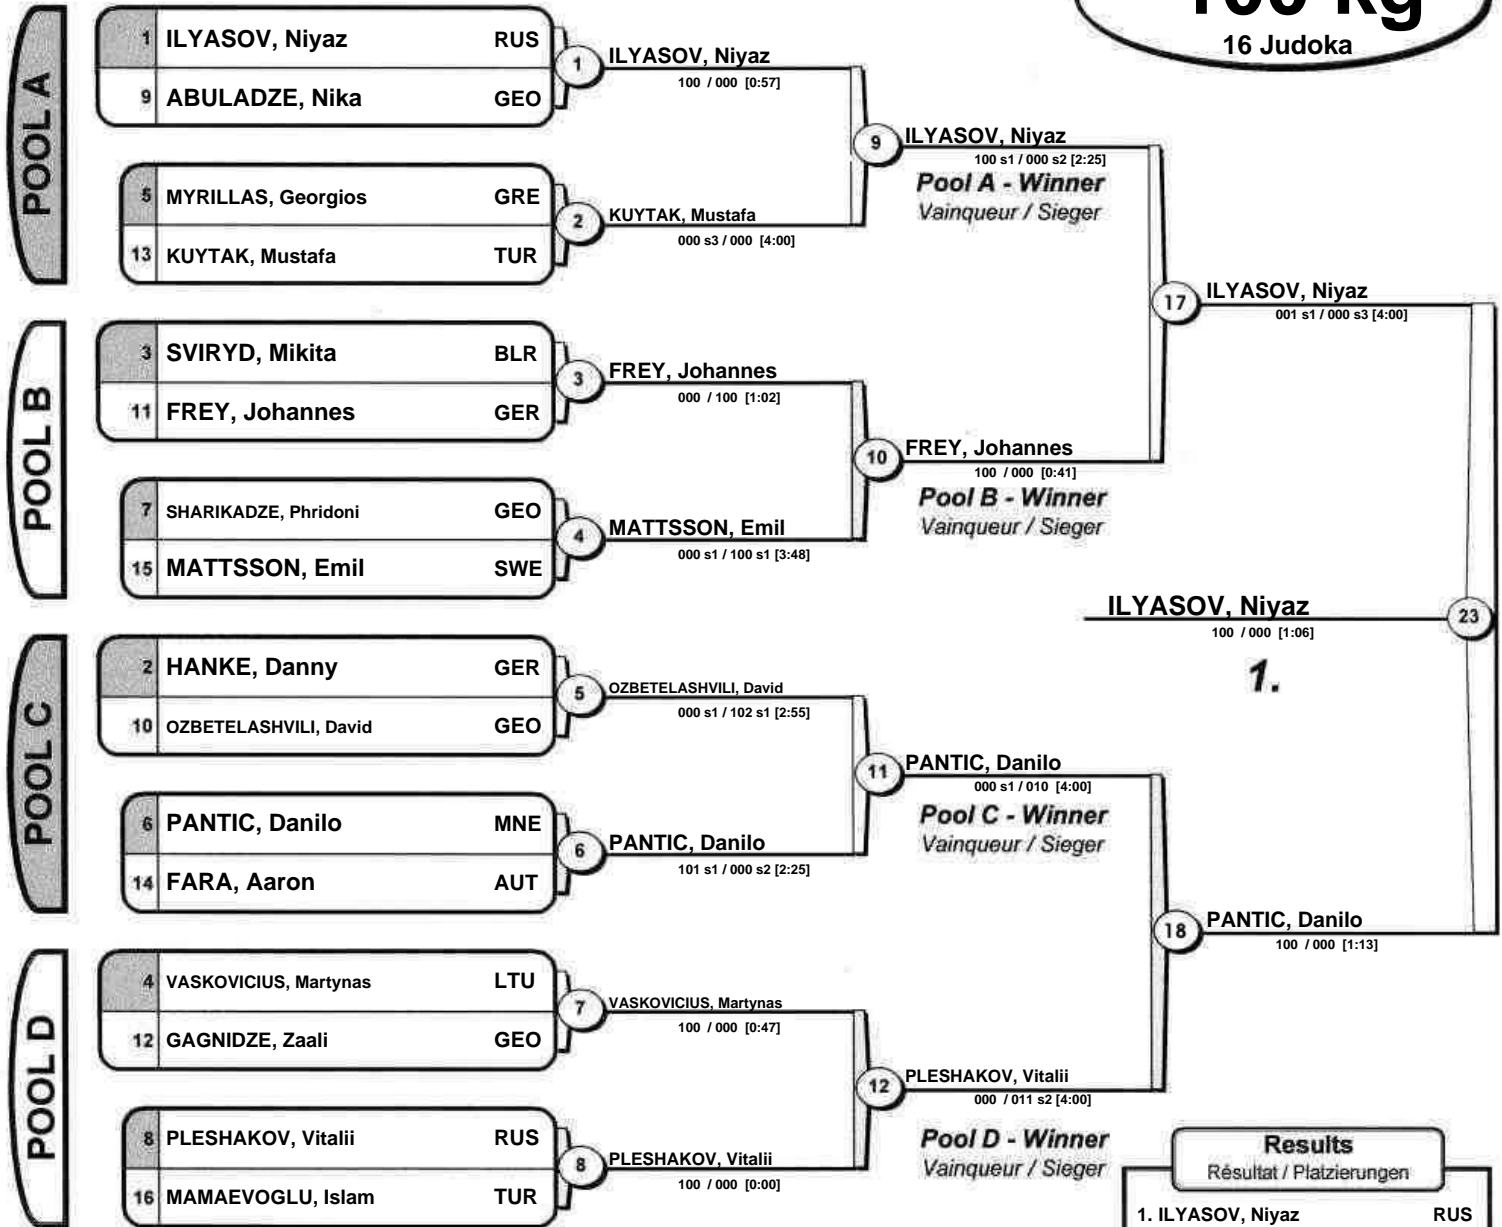 100 kg
16 Judoka
POOL A
1 ILYASOV, Niyaz RUS
9 ABULADZE, Nika GEO
1
ILYASOV, Niyaz
100 / 000 [0:57]
5 MYRILLAS, Georgios GRE
13 KUYTAK, Mustafa TUR
2
KUYTAK, Mustafa
000 s3 / 000 [4:00]
9
ILYASOV, Niyaz
100 s1 / 000 s2 [2:25]
Pool A - Winner
Vainqueur / Sieger
POOL B
3 SVIRYD, Mikita BLR
11 FREY, Johannes GER
3
FREY, Johannes
000 / 100 [1:02]
7 SHARIKADZE, Phridoni GEO
15 MATTSSON, Emil SWE
4
MATTSSON, Emil
000 s1 / 100 s1 [3:48]
10
FREY, Johannes
100 / 000 [0:41]
Pool B - Winner
Vainqueur / Sieger
17
ILYASOV, Niyaz
001 s1 / 000 s3 [4:00]
POOL C
2 HANKE, Danny GER
10 OZBETELASHVILI, David GEO
5
OZBETELASHVILI, David
000 s1 / 102 s1 [2:55]
6 PANTIC, Danilo MNE
14 FARA, Aaron AUT
6
PANTIC, Danilo
101 s1 / 000 s2 [2:25]
11
PANTIC, Danilo
000 s1 / 010 [4:00]
Pool C - Winner
Vainqueur / Sieger
POOL D
4 VASKOVICIUS, Martynas LTU
12 GAGNIDZE, Zaali GEO
7
VASKOVICIUS, Martynas
100 / 000 [0:47]
8 PLESHAKOV, Vitalii RUS
16 MAMAEVOGLU, Islam TUR
8
PLESHAKOV, Vitalii
100 / 000 [0:00]
12
PLESHAKOV, Vitalii
000 / 011 s2 [4:00]
Pool D - Winner
Vainqueur / Sieger
18
PANTIC, Danilo
100 / 000 [1:13]
23
ILYASOV, Niyaz
100 / 000 [1:06]
1.
Results
Résultat / Platzierungen
1. ILYASOV, Niyaz RUS